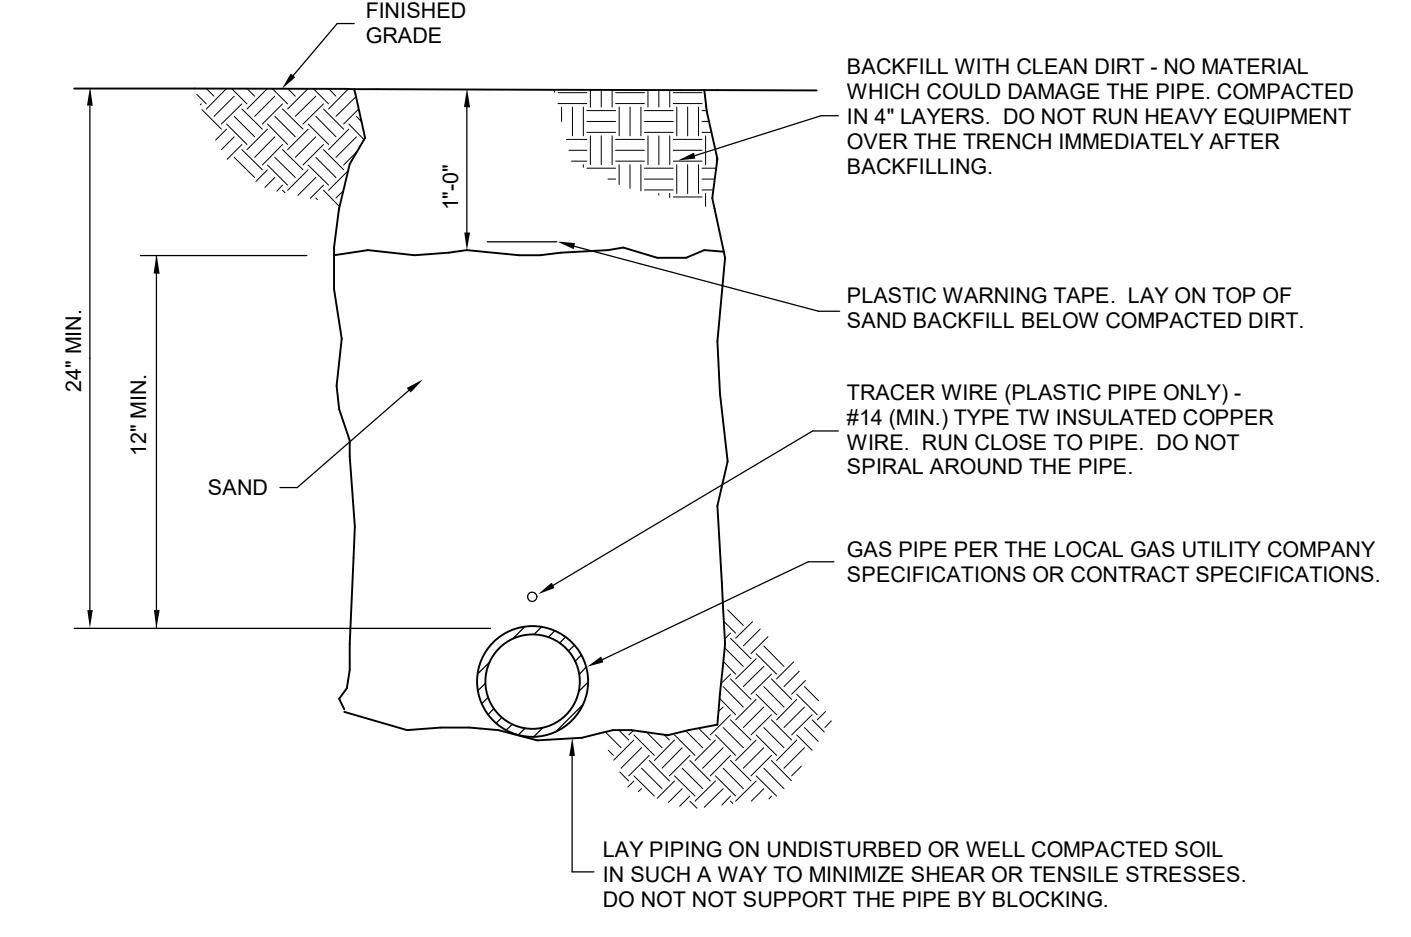 FINISHED
GRADE
BACKFILL WITH CLEAN DIRT - NO MATERIAL
WHICH COULD DAMAGE THE PIPE. COMPACTED
IN 4" LAYERS. DO NOT RUN HEAVY EQUIPMENT
OVER THE TRENCH IMMEDIATELY AFTER
BACKFILLING.
1"-0"
PLASTIC WARNING TAPE. LAY ON TOP OF
SAND BACKFILL BELOW COMPACTED DIRT.
24" MIN.
12" MIN.
TRACER WIRE (PLASTIC PIPE ONLY) -
#14 (MIN.) TYPE TW INSULATED COPPER
WIRE. RUN CLOSE TO PIPE. DO NOT
SPIRAL AROUND THE PIPE.
SAND
GAS PIPE PER THE LOCAL GAS UTILITY COMPANY
SPECIFICATIONS OR CONTRACT SPECIFICATIONS.
LAY PIPING ON UNDISTURBED OR WELL COMPACTED SOIL
IN SUCH A WAY TO MINIMIZE SHEAR OR TENSILE STRESSES.
DO NOT NOT SUPPORT THE PIPE BY BLOCKING.